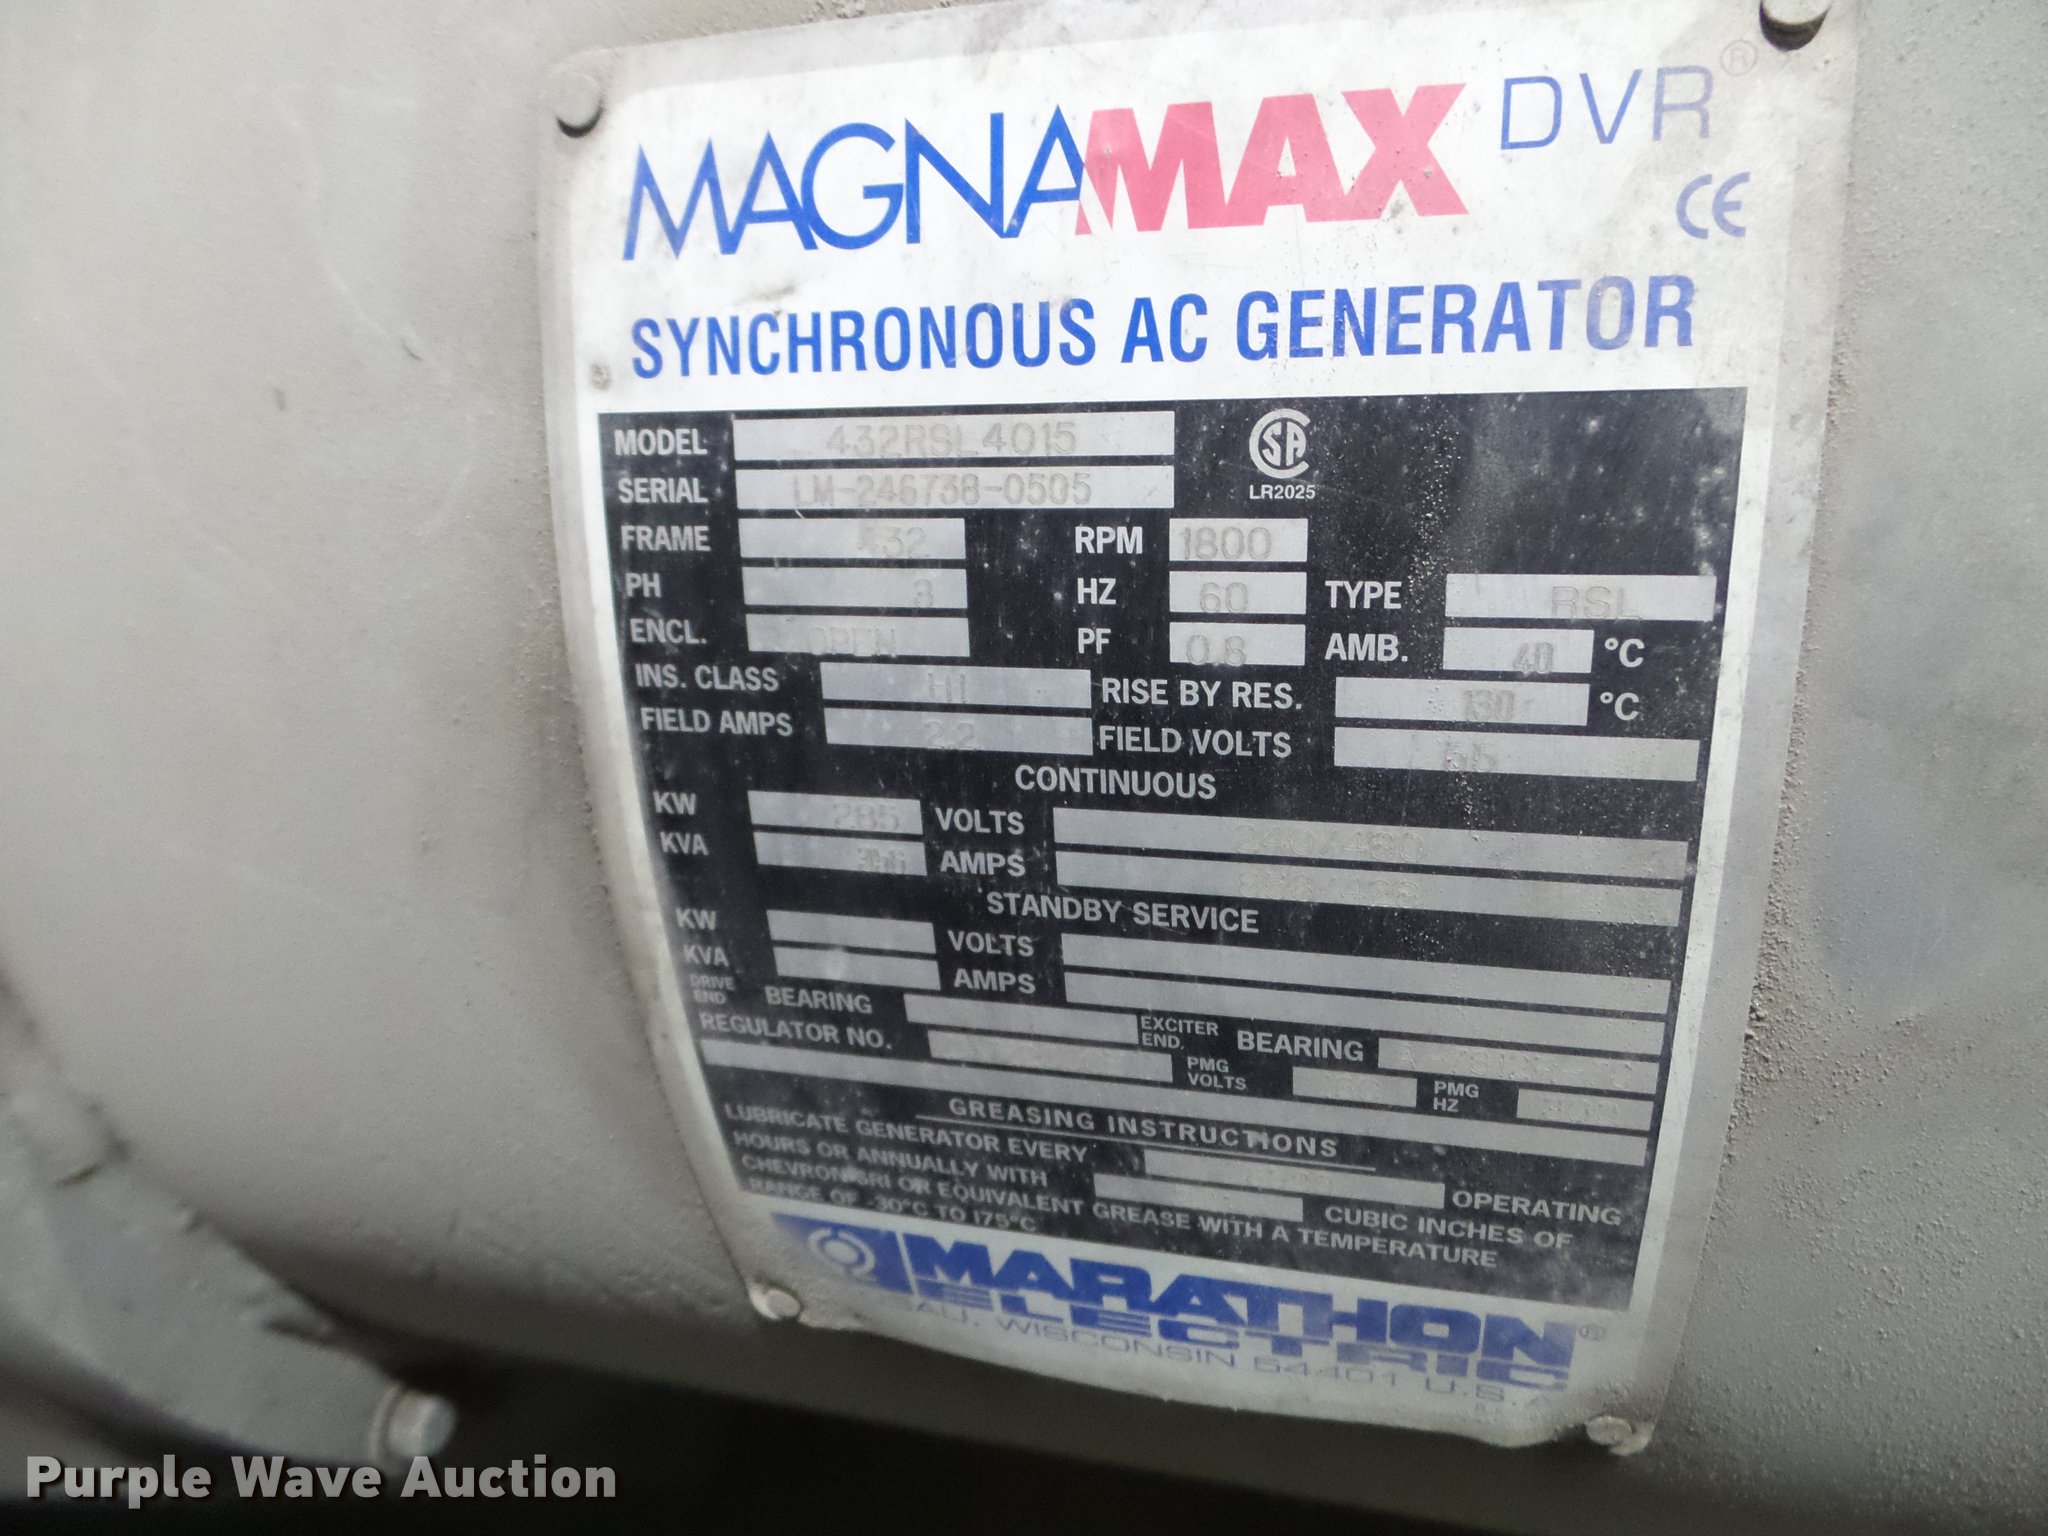 MAGNAMAX DVR®
CE
SYNCHRONOUS AC GENERATOR
MODEL 432RSL4015
SERIAL LM-246738-0505
SA
LR2025
FRAME 432 RPM 1800
PH 3 HZ 60 TYPE RSL
ENCL. OPEN PF 0.8 AMB. 40 °C
INS. CLASS H RISE BY RES. 130 °C
FIELD AMPS 2.2 FIELD VOLTS
CONTINUOUS
KW 285 VOLTS 240/480
KVA 356 AMPS
STANDBY SERVICE
KW VOLTS
KVA AMPS
DRIVE END BEARING EXCITER END. BEARING
REGULATOR NO. PMG VOLTS PMG HZ
GREASING INSTRUCTIONS
LUBRICATE GENERATOR EVERY OPERATING
HOURS OR ANNUALLY WITH CUBIC INCHES OF
CHEVRON SRI OR EQUIVALENT GREASE WITH A TEMPERATURE
RANGE OF -30°C TO 175°C
MARATHON®
ELECTRIC
WISCONSIN 54401 U.S.
Purple Wave Auction